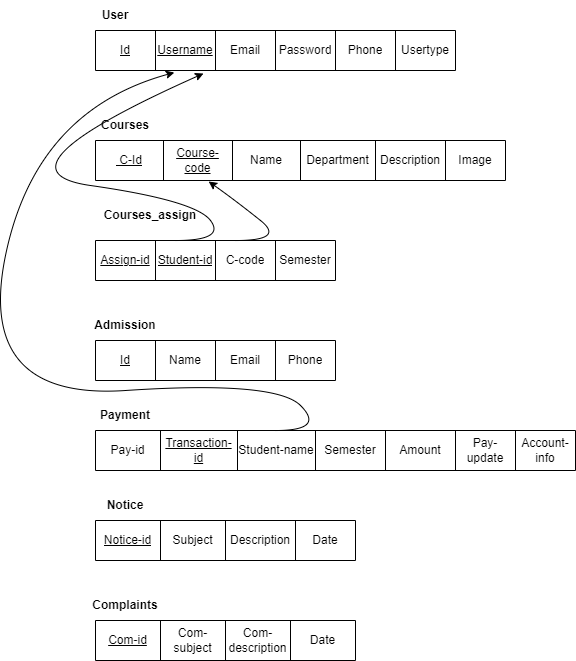 User
Id Username Email Password Phone Usertype
Courses
C-Id Course-code Name Department Description Image
Courses_assign
Assign-id Student-id C-code Semester
Admission
Id Name Email Phone
Payment
Pay-id Transaction-id Student-name Semester Amount Pay-update Account-info
Notice
Notice-id Subject Description Date
Complaints
Com-id Com-subject Com-description Date